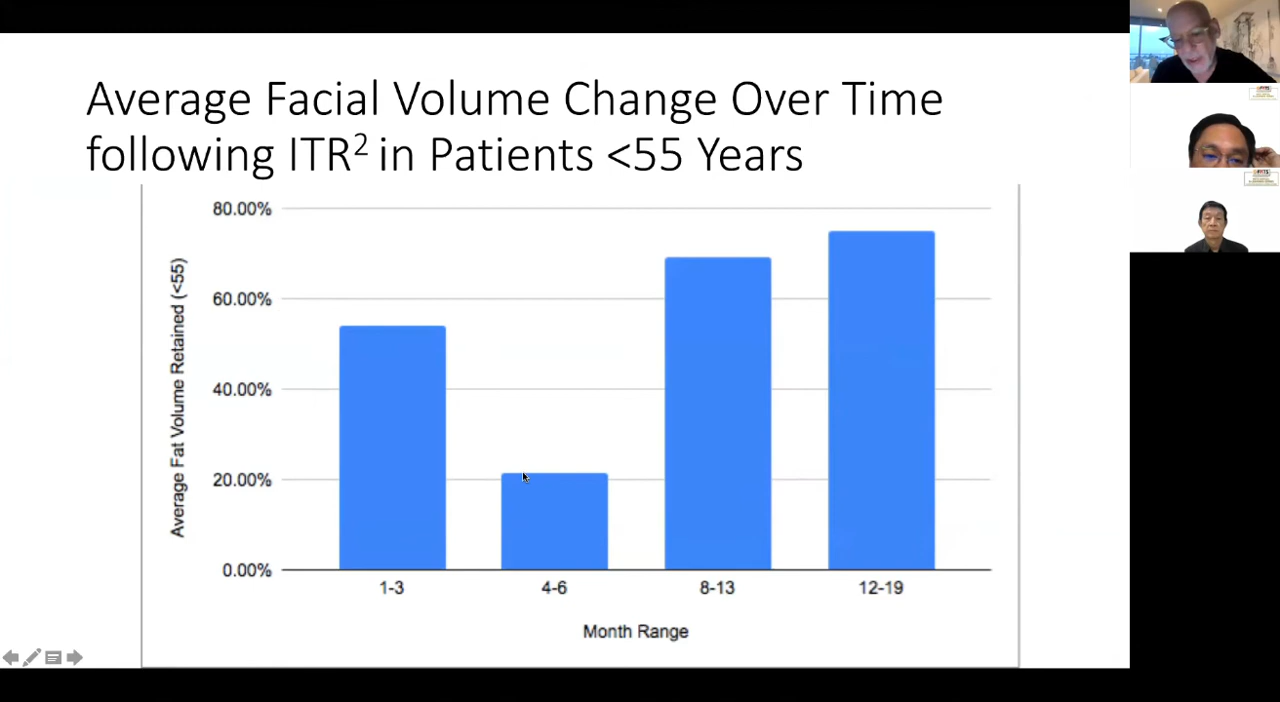 Average Facial Volume Change Over Time
following ITR² in Patients <55 Years
Average Fat Volume Retained (<55)
80.00%
60.00%
40.00%
20.00%
0.00%
1-3
4-6
8-13
12-19
Month Range